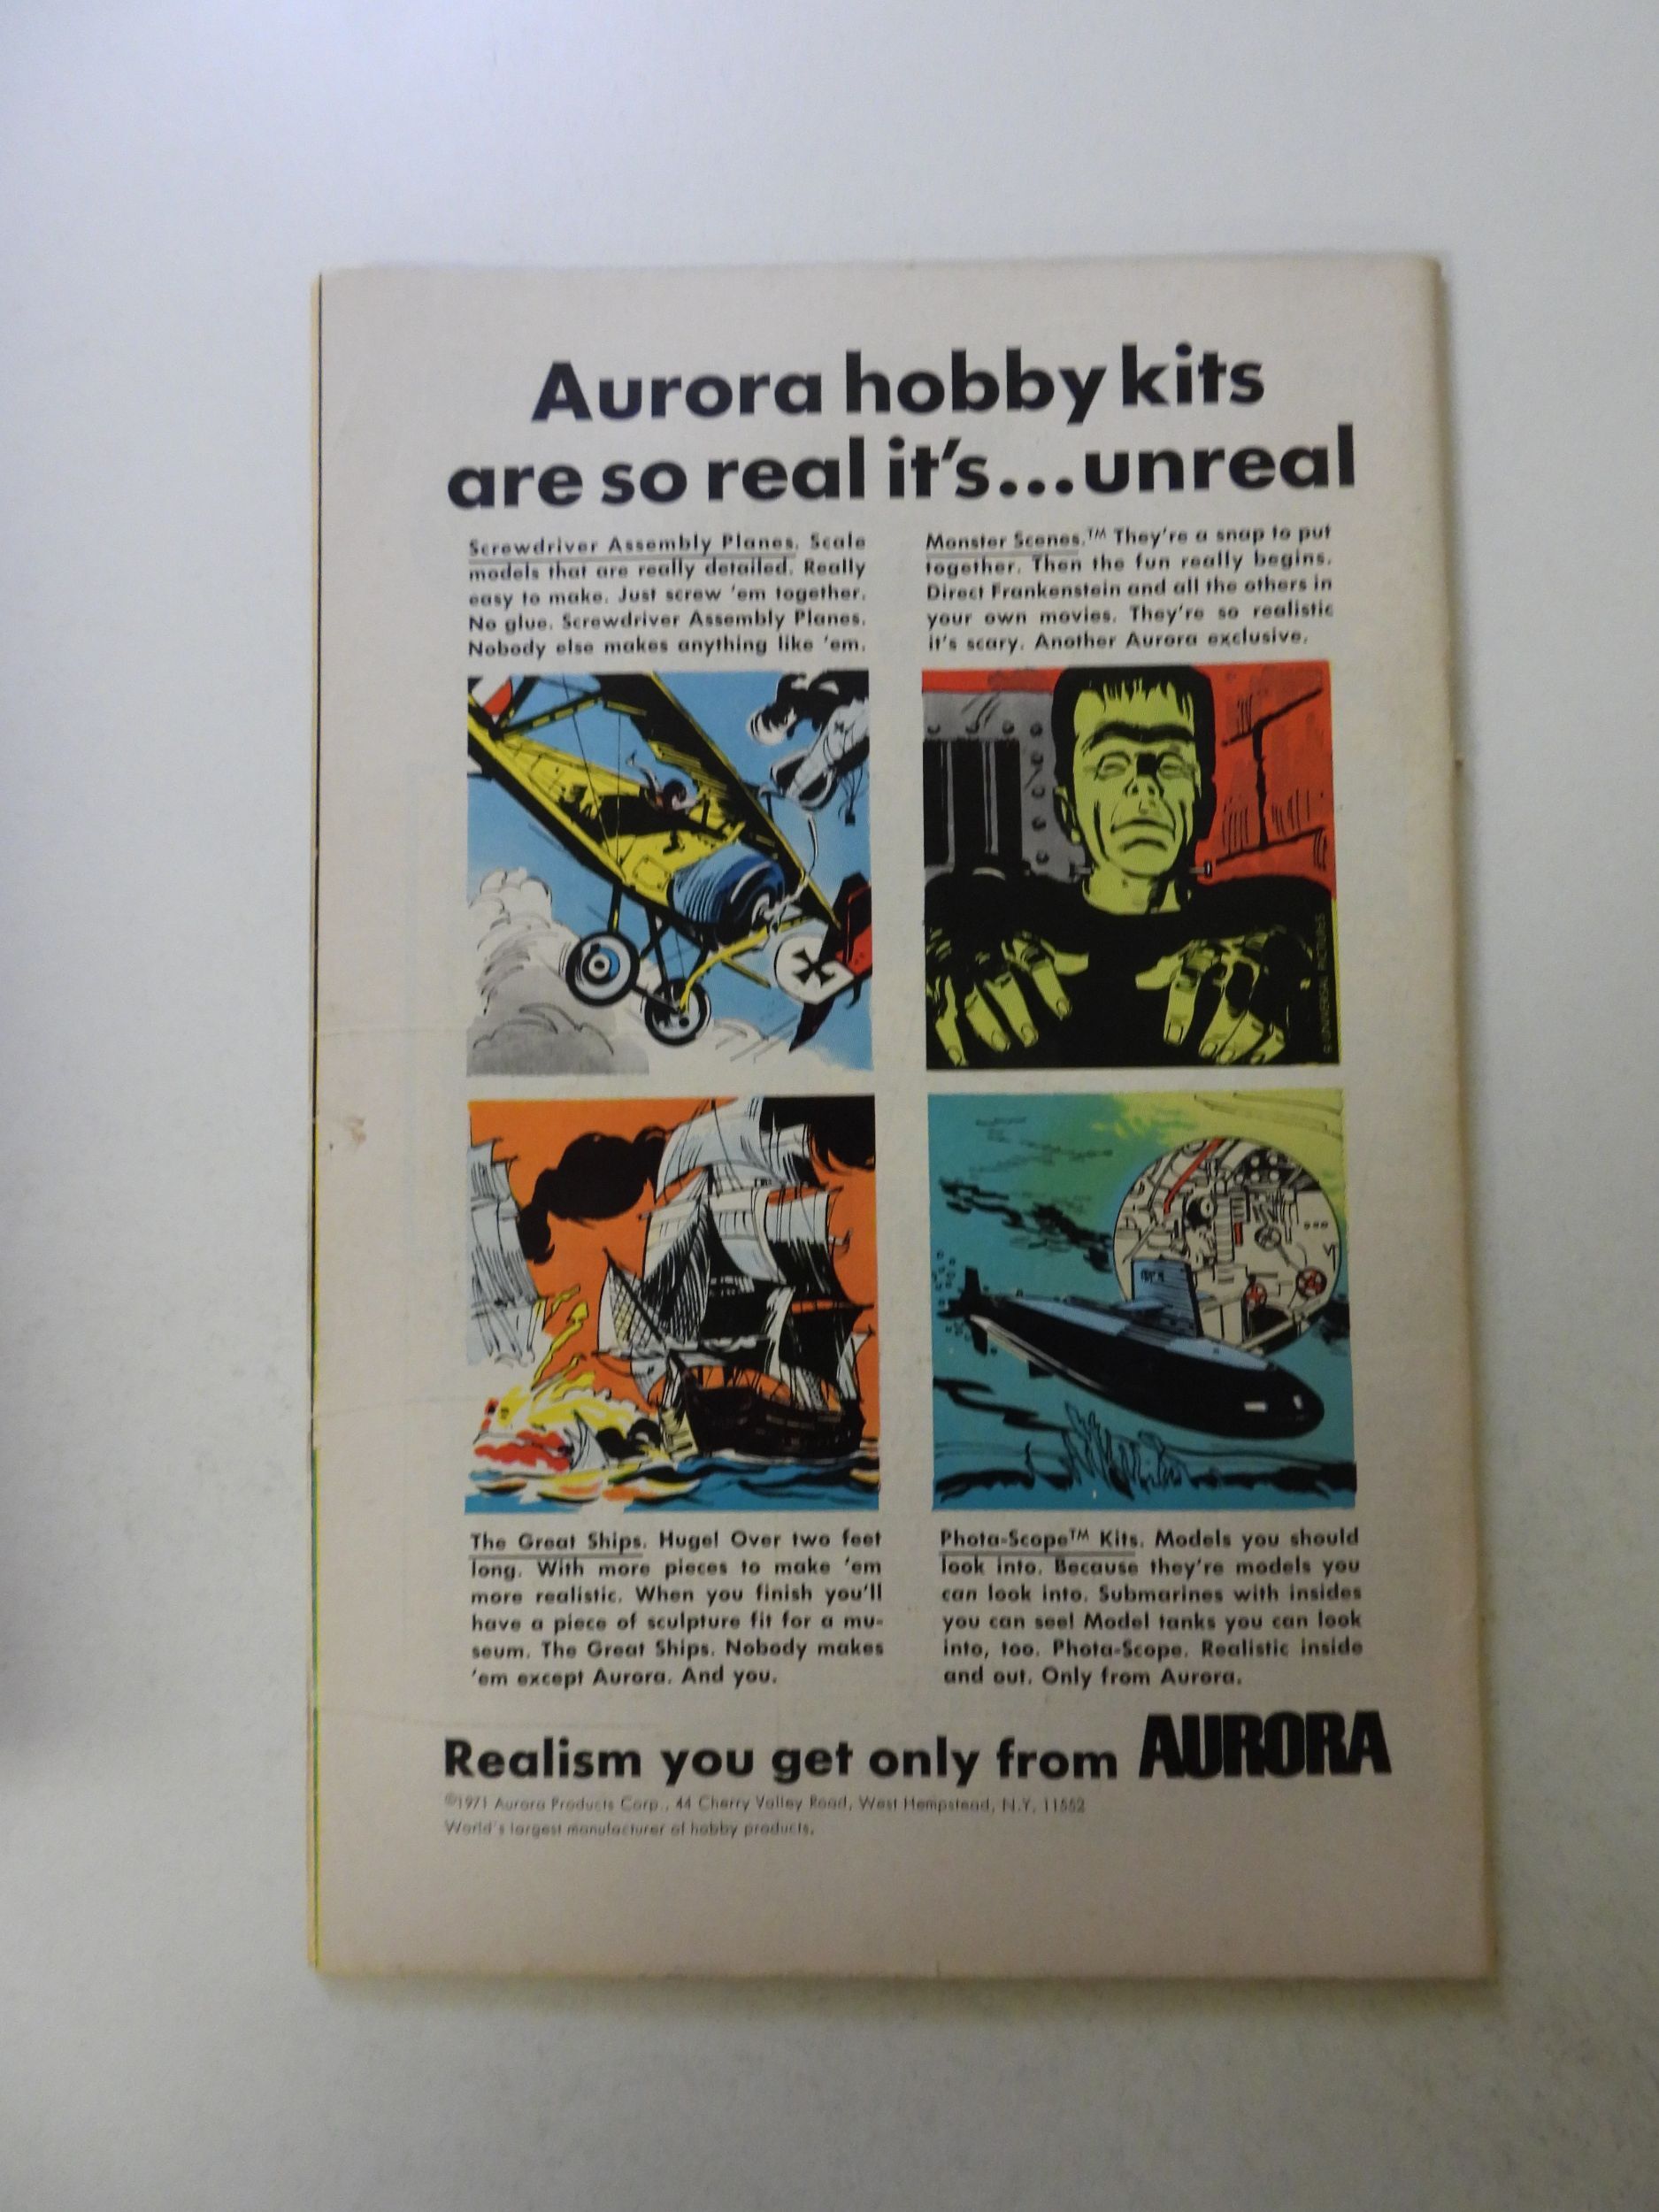 Aurora hobby kits
are so real it's...unreal
Screwdriver Assembly Planes. Scale
models that are really detailed. Really
easy to make. Just screw 'em together.
No glue. Screwdriver Assembly Planes.
Nobody else makes anything like 'em.
Monster Scenes.™ They're a snap to put
together. Then the fun really begins.
Direct Frankenstein and all the others in
your own movies. They're so realistic
it's scary. Another Aurora exclusive.
© UNIVERSAL PICTURES
The Great Ships. Huge! Over two feet
long. With more pieces to make 'em
more realistic. When you finish you'll
have a piece of sculpture fit for a mu-
seum. The Great Ships. Nobody makes
'em except Aurora. And you.
Phota-Scope™ Kits. Models you should
look into. Because they're models you
can look into. Submarines with insides
you can see! Model tanks you can look
into, too. Phota-Scope. Realistic inside
and out. Only from Aurora.
Realism you get only from AURORA
©1971 Aurora Products Corp., 44 Cherry Valley Road, West Hempstead, N.Y. 11552
World's largest manufacturer of hobby products.